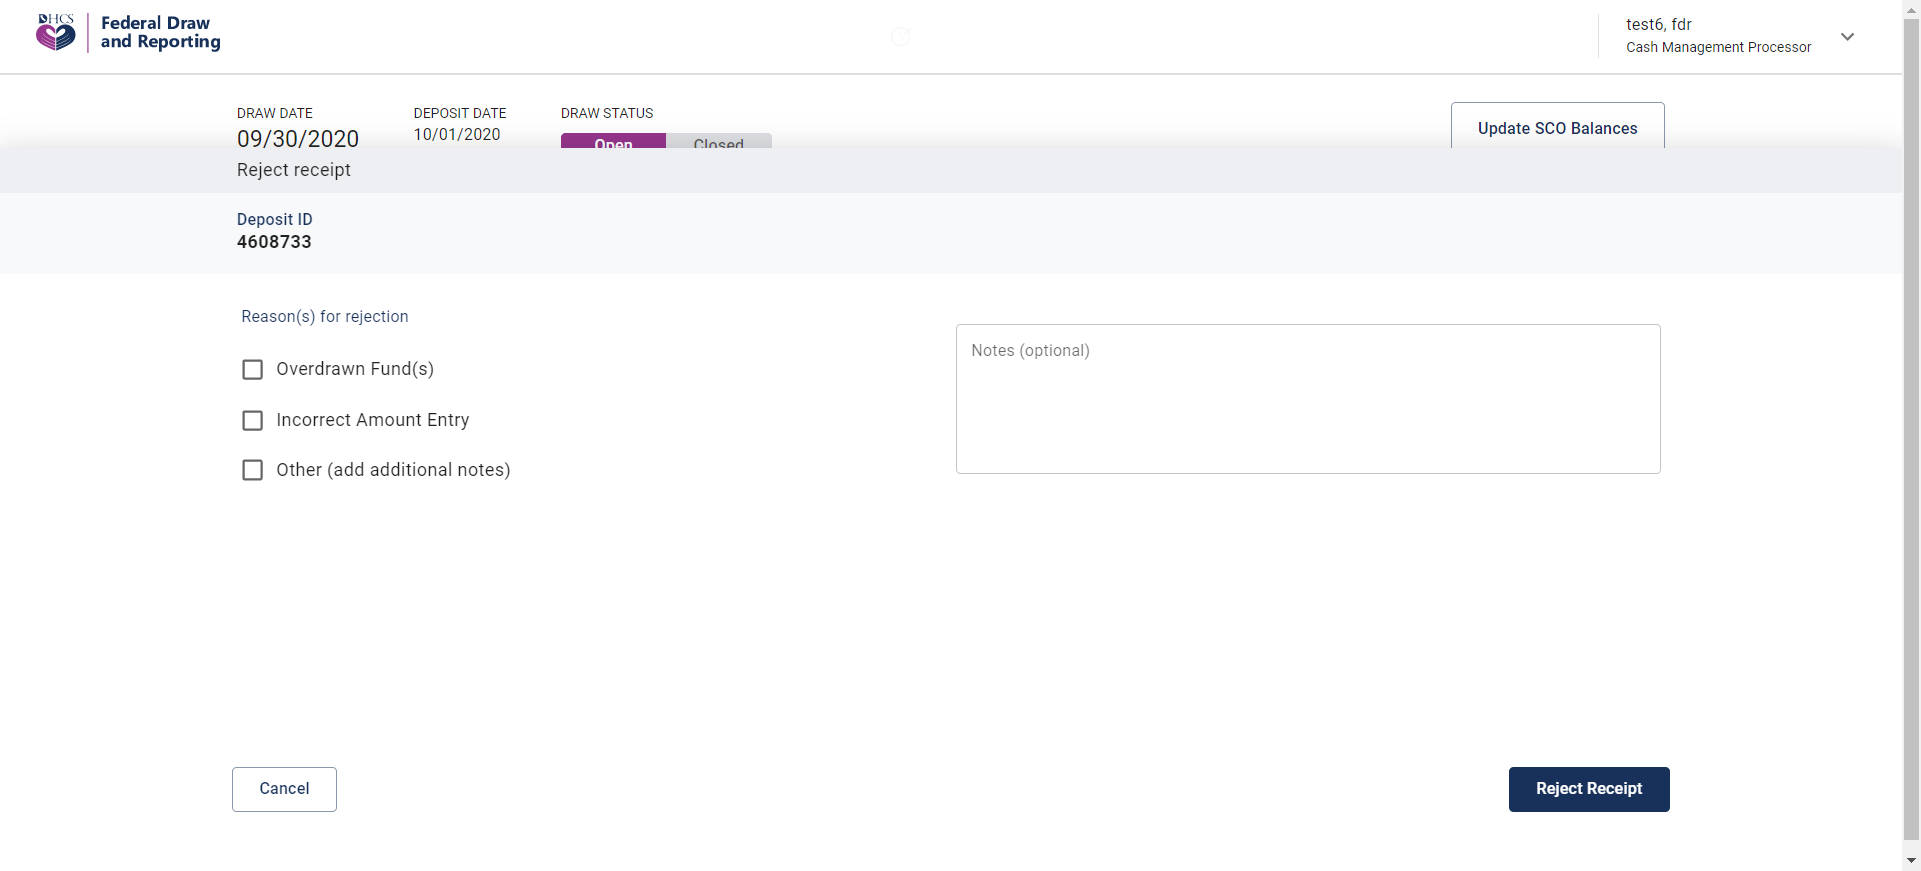 DHCS
Federal Draw
and Reporting
test6, fdr
Cash Management Processor
DRAW DATE
09/30/2020
DEPOSIT DATE
10/01/2020
DRAW STATUS
Open
Closed
Update SCO Balances
Reject receipt
Deposit ID
4608733
Reason(s) for rejection
Overdrawn Fund(s)
Incorrect Amount Entry
Other (add additional notes)
Notes (optional)
Cancel
Reject Receipt